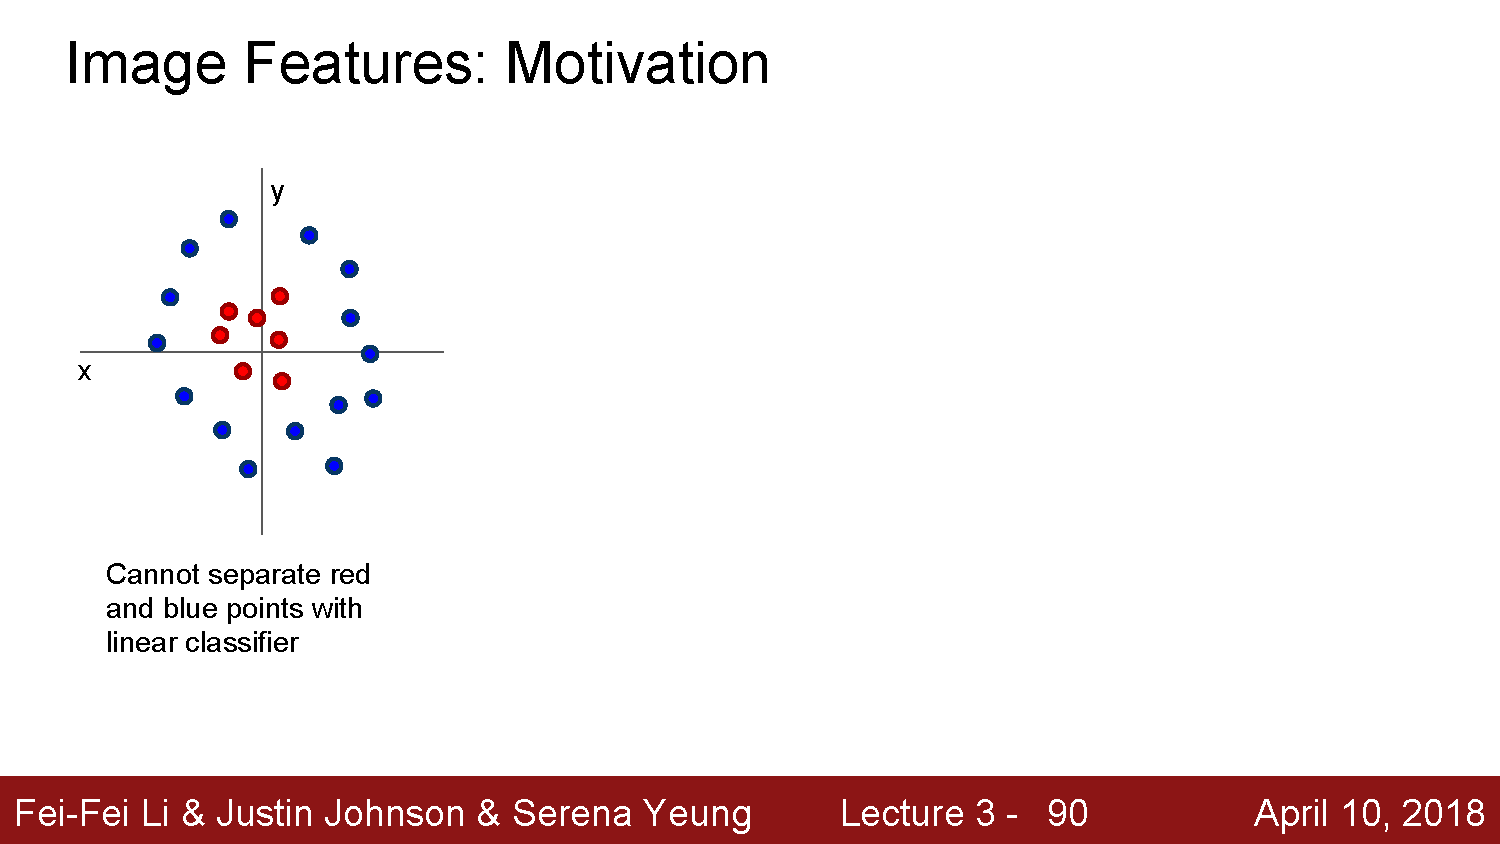 Image Features: Motivation
y
x
Cannot separate red
and blue points with
linear classifier
Fei-Fei Li & Justin Johnson & Serena Yeung Lecture 3 - 90 April 10, 2018